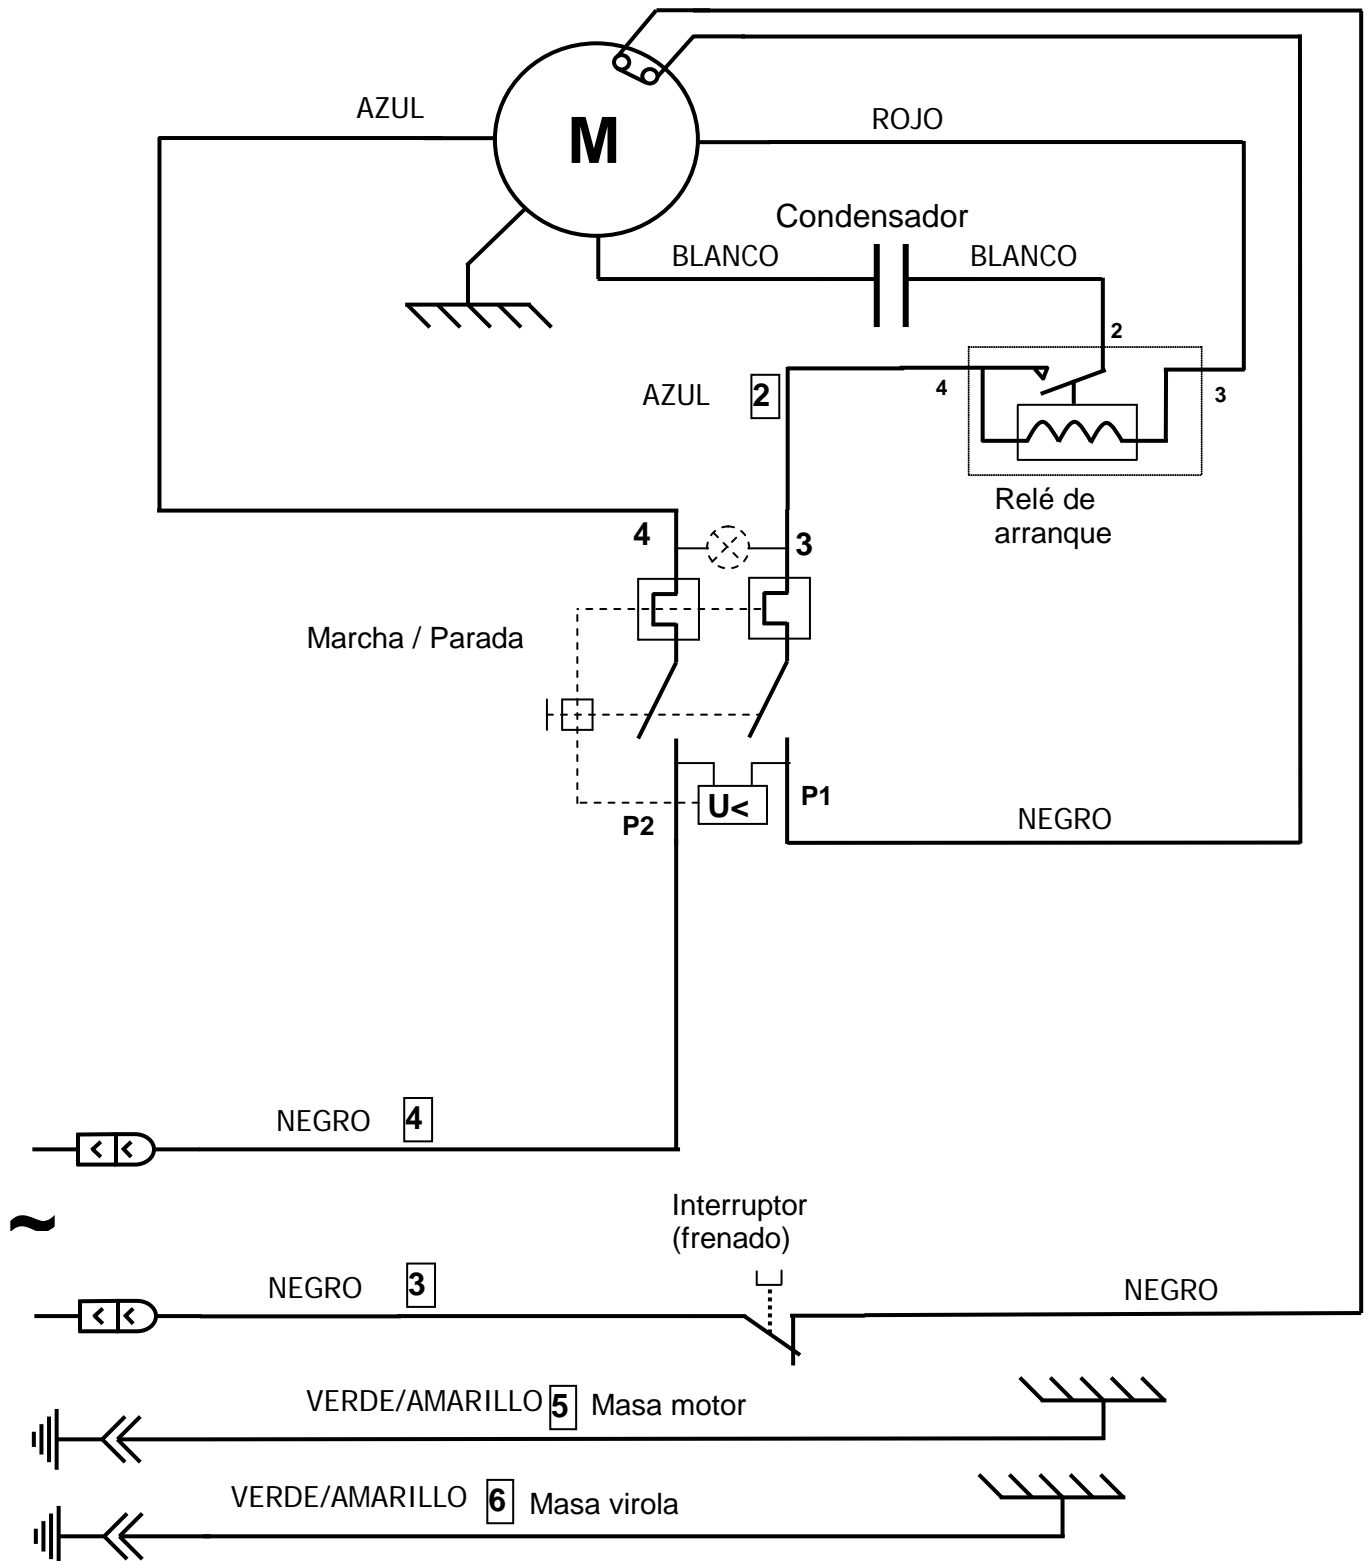 AZUL
M
ROJO
Condensador
BLANCO
BLANCO
2
4
3
AZUL 2
Relé de
arranque
4
3
Marcha / Parada
U<
P1
P2
NEGRO
NEGRO 4
~
Interruptor
(frenado)
NEGRO 3
NEGRO
VERDE/AMARILLO 5 Masa motor
VERDE/AMARILLO 6 Masa virola